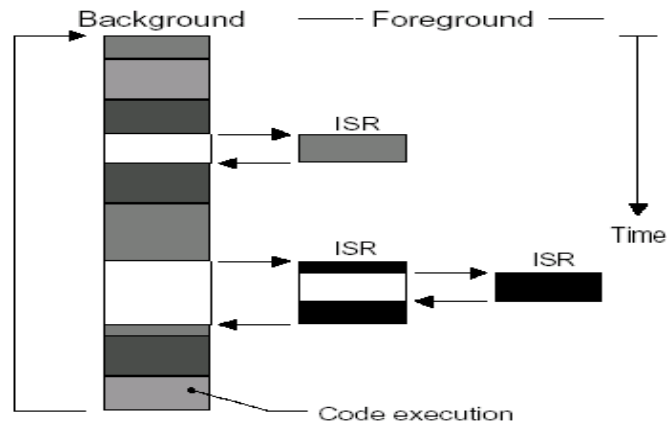 Background Foreground
ISR
Time
ISR
ISR
Code execution